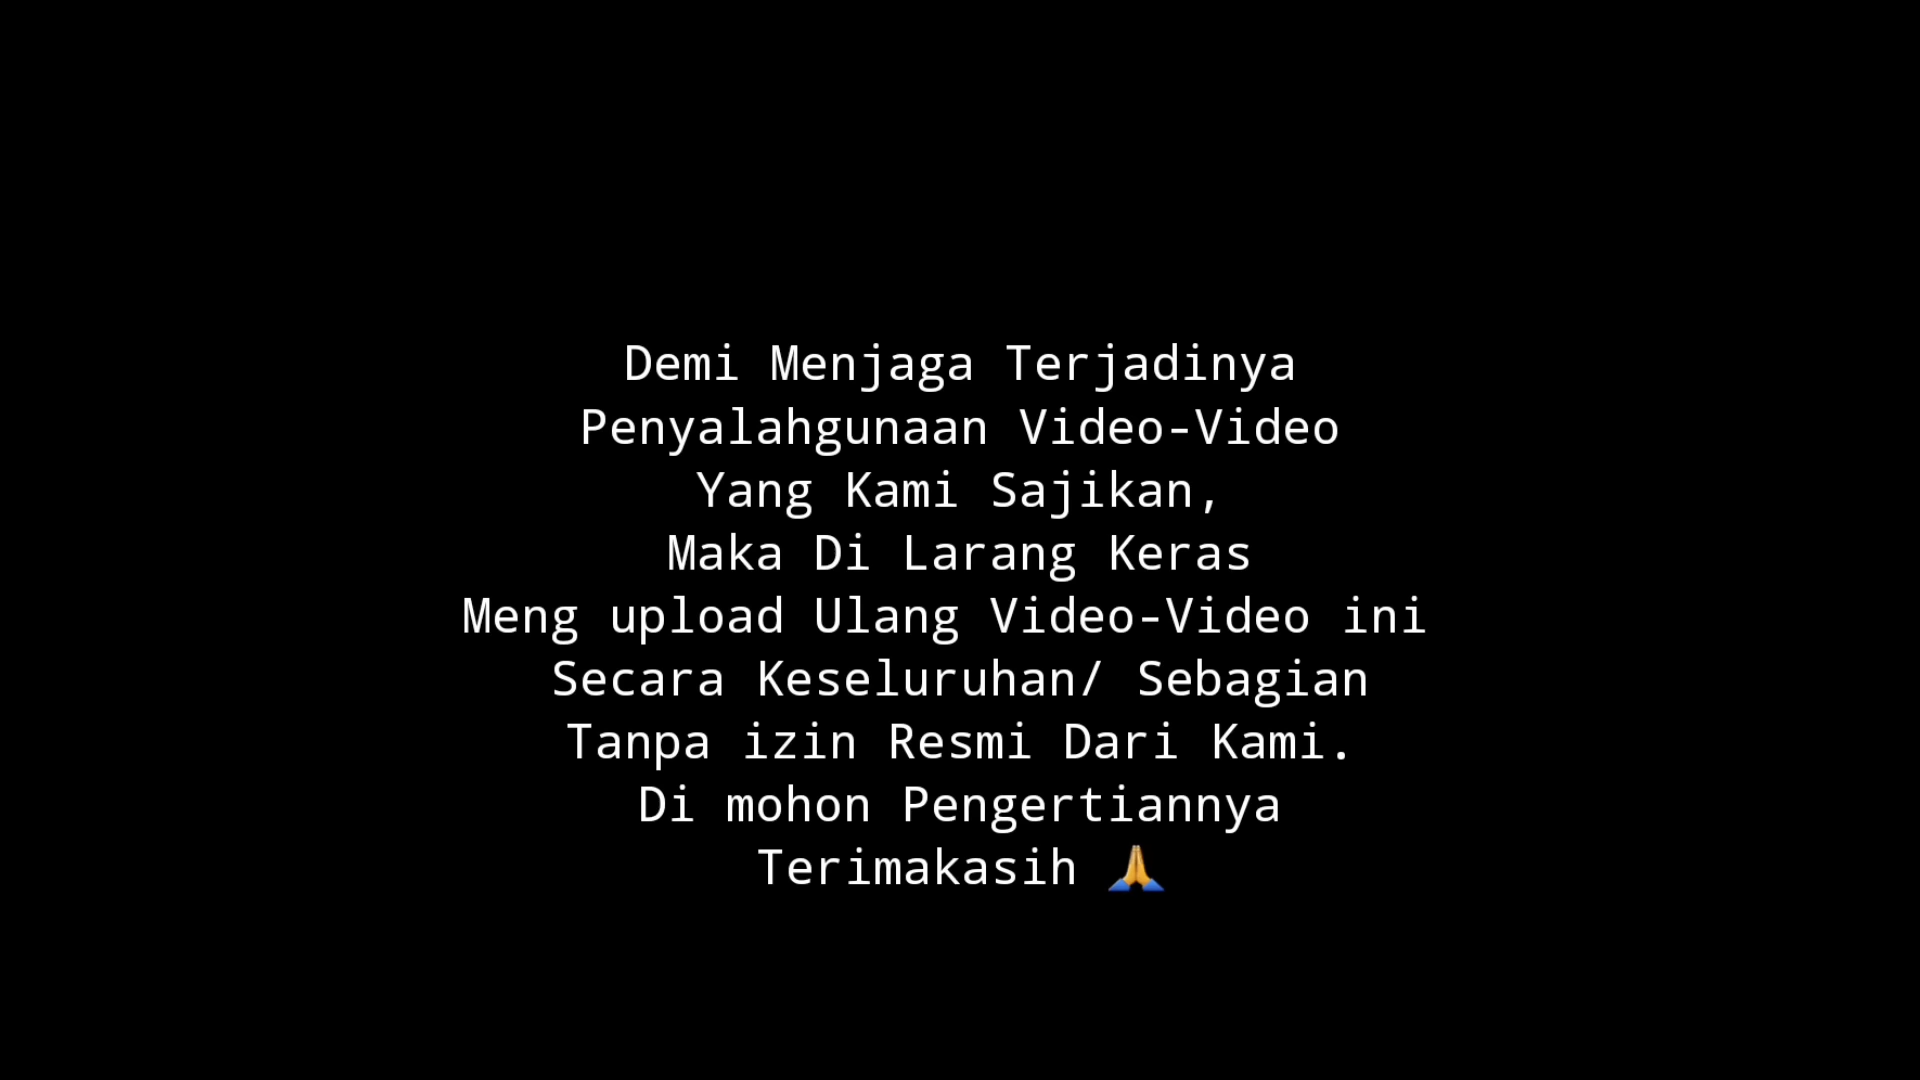 Demi Menjaga Terjadinya
Penyalahgunaan Video-Video
Yang Kami Sajikan,
Maka Di Larang Keras
Meng upload Ulang Video-Video ini
Secara Keseluruhan/ Sebagian
Tanpa izin Resmi Dari Kami.
Di mohon Pengertiannya
Terimakasih 🙏